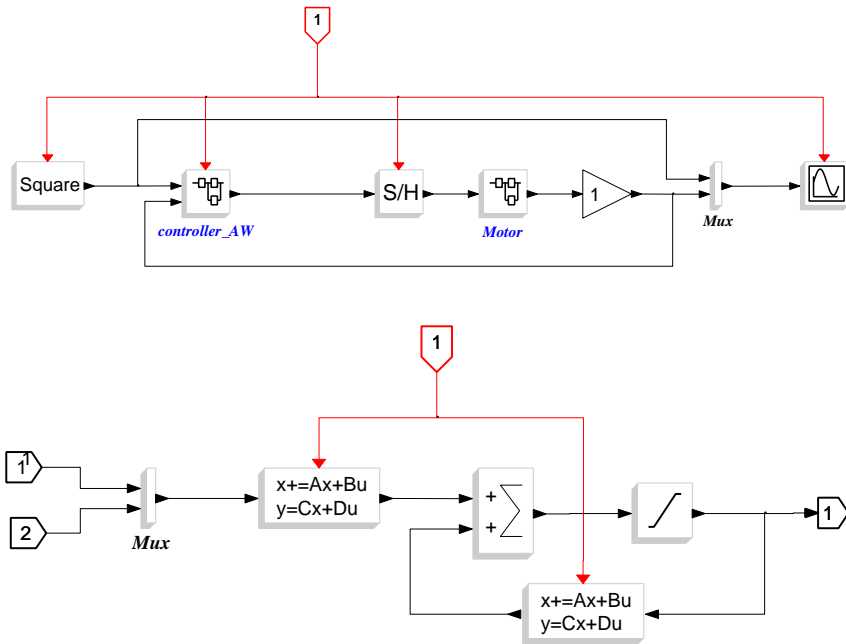 1
Square
controller_AW
S/H
Motor
1
Mux
1
1 1
2
Mux
x+=Ax+Bu
y=Cx+Du
+
+
Σ
1
x+=Ax+Bu
y=Cx+Du